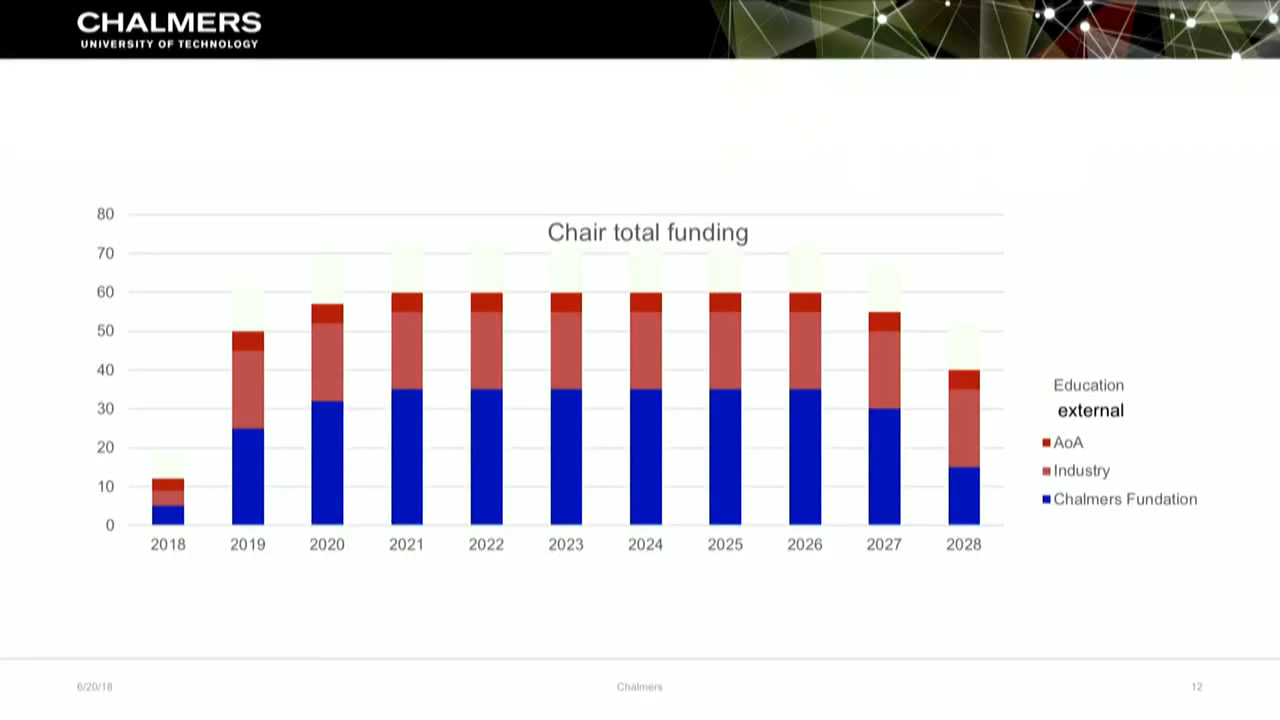 CHALMERS
UNIVERSITY OF TECHNOLOGY
Chair total funding
80
70
60
50
40
30
20
10
0
2018 2019 2020 2021 2022 2023 2024 2025 2026 2027 2028
Education
external
AoA
Industry
Chalmers Fundation
6/20/18 Chalmers 12